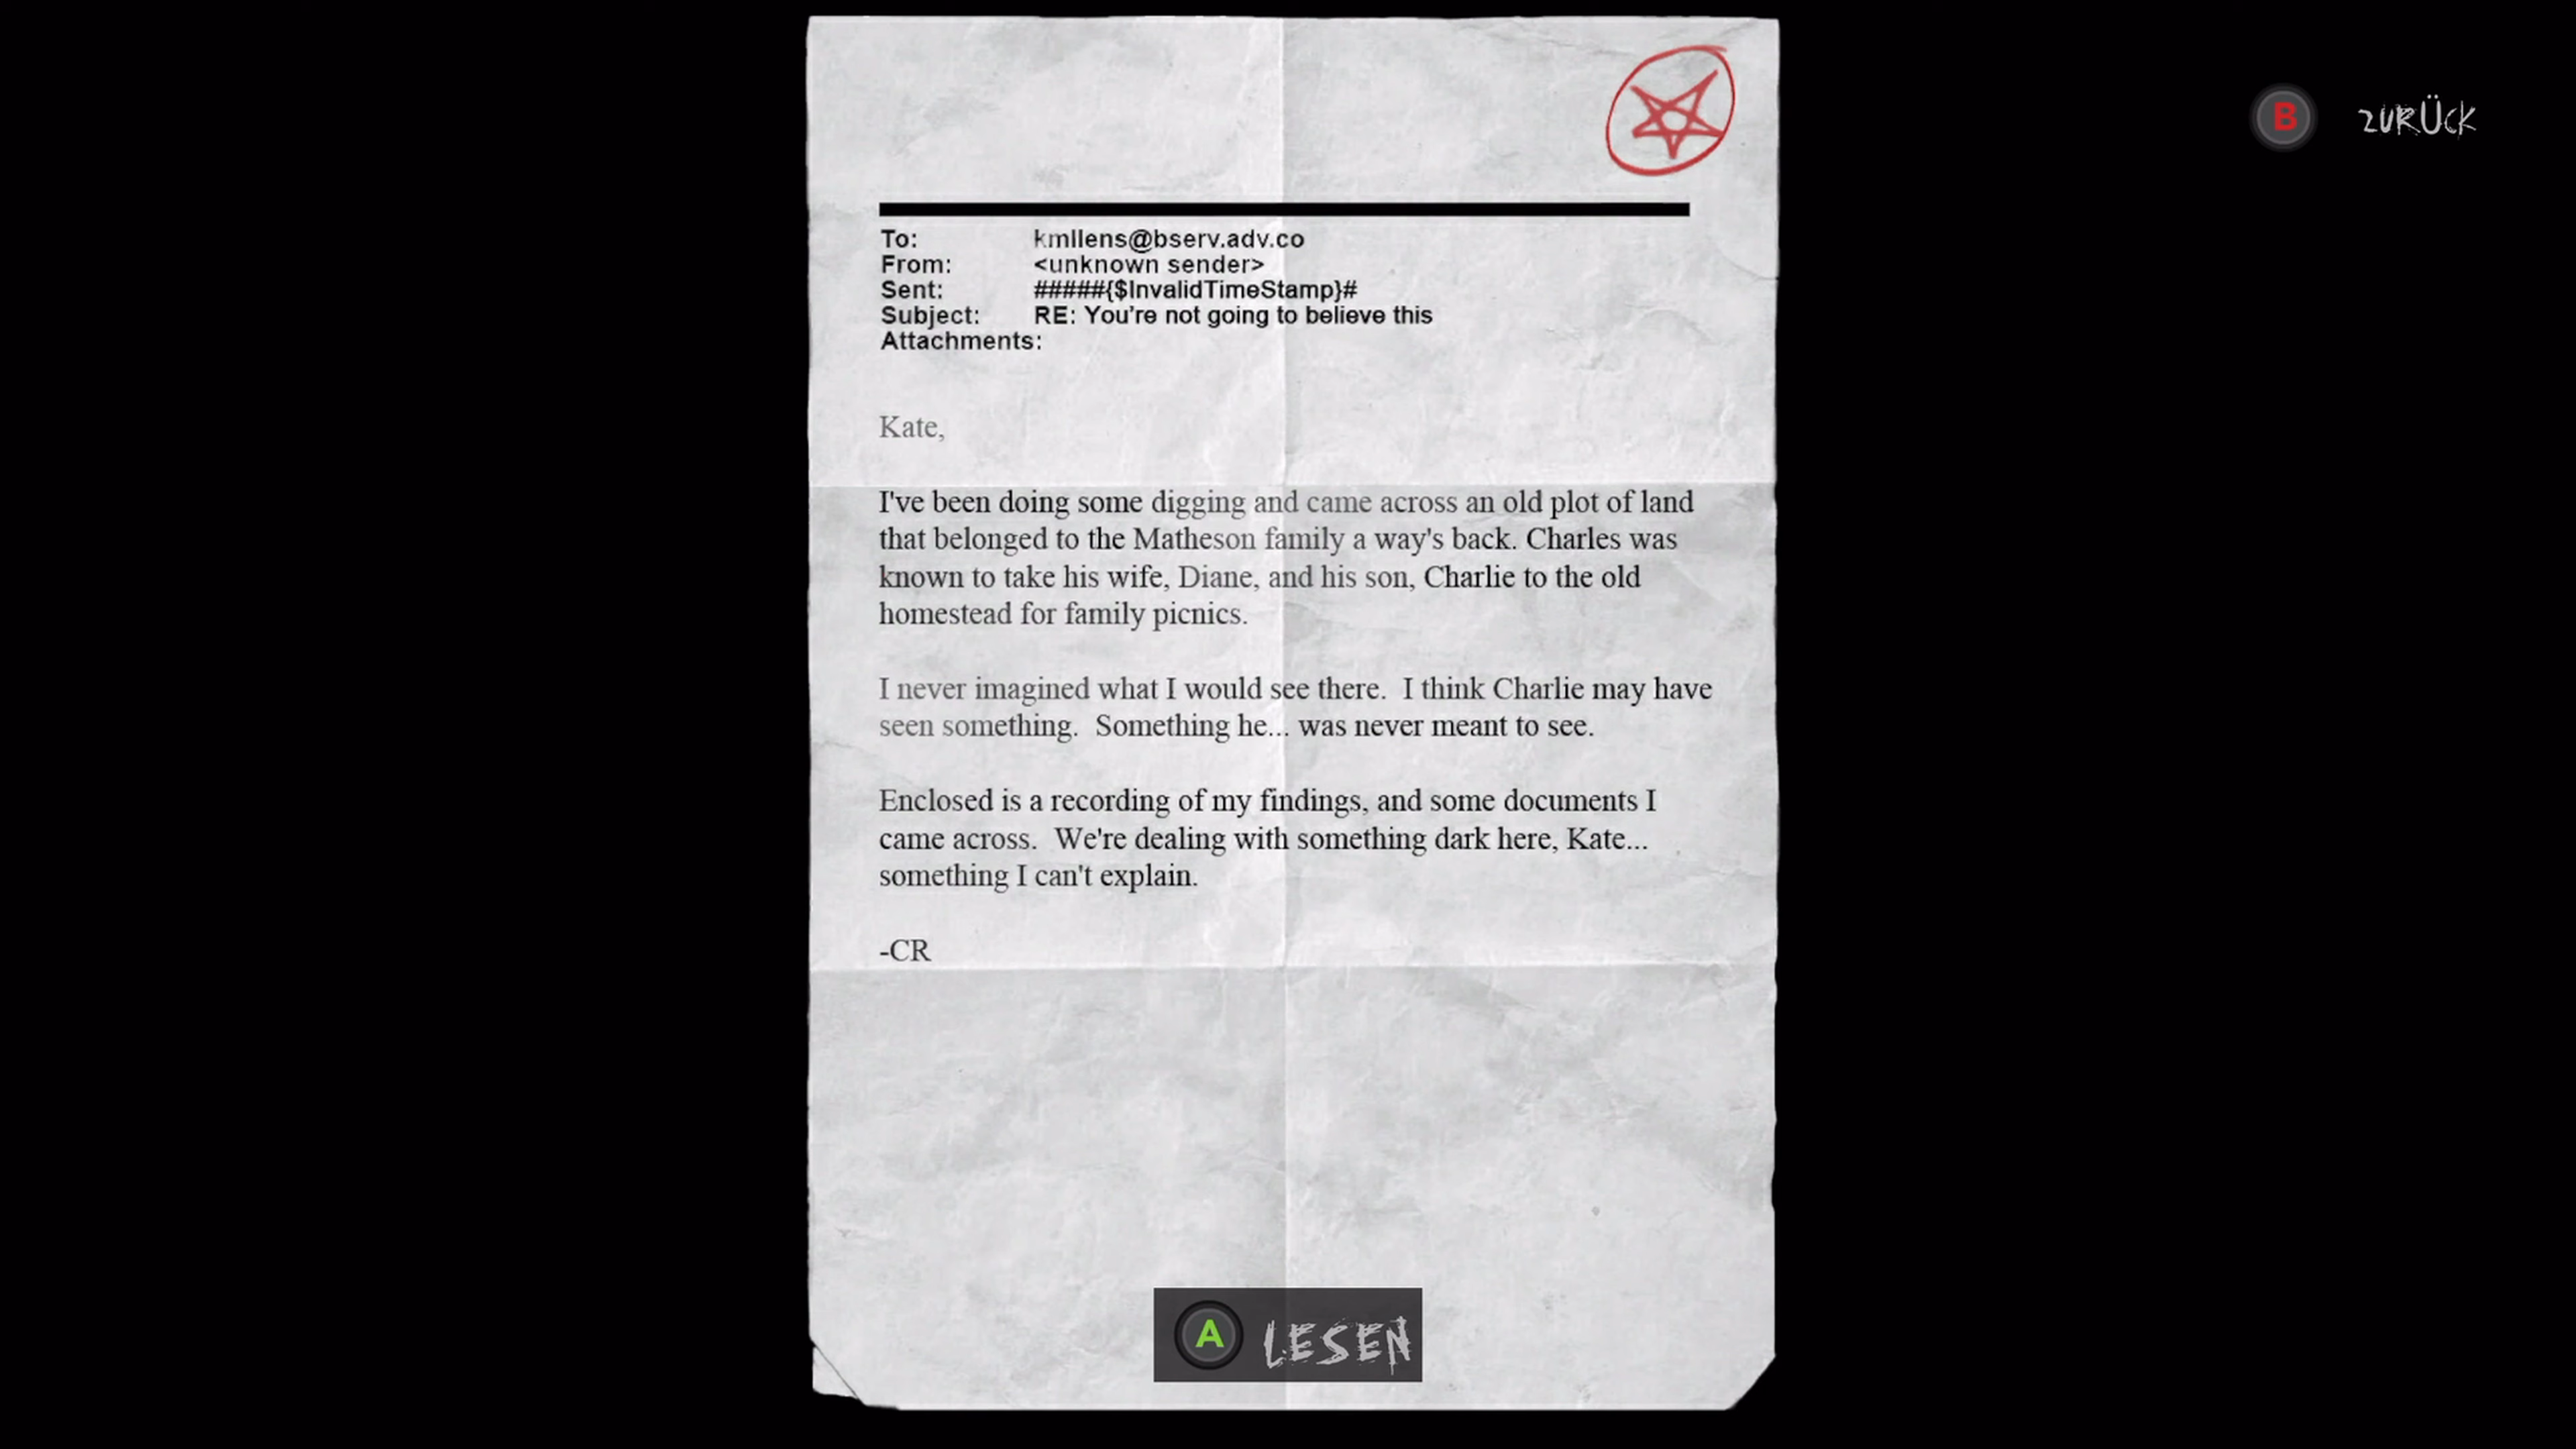 B ZURÜCK
To: kmllens@bserv.adv.co
From: <unknown sender>
Sent: #####{$InvalidTimeStamp}#
Subject: RE: You're not going to believe this
Attachments:
Kate,
I've been doing some digging and came across an old plot of land
that belonged to the Matheson family a way's back. Charles was
known to take his wife, Diane, and his son, Charlie to the old
homestead for family picnics.
I never imagined what I would see there.  I think Charlie may have
seen something.  Something he... was never meant to see.
Enclosed is a recording of my findings, and some documents I
came across.  We're dealing with something dark here, Kate...
something I can't explain.
-CR
A LESEN